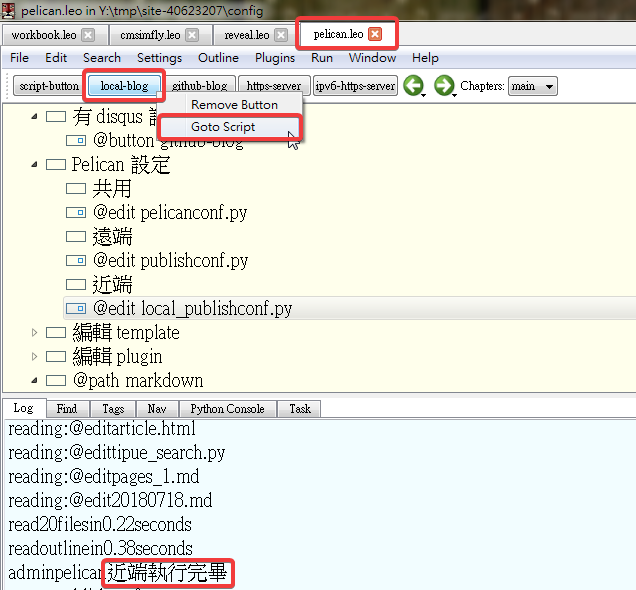 pelican.leo in Y:\tmp\site-40623207\config
workbook.leo cmsimfly.leo reveal.leo pelican.leo
File Edit Search Settings Outline Plugins Run Window Help
script-button local-blog github-blog https-server ipv6-https-server Chapters: main
Remove Button
Goto Script
有 disqus
@button github-blog
Pelican 設定
共用
@edit pelicanconf.py
遠端
@edit publishconf.py
近端
@edit local_publishconf.py
編輯 template
編輯 plugin
@path markdown
Log Find Tags Nav Python Console Task
reading:@editarticle.html
reading:@edittipue_search.py
reading:@editpages_1.md
reading:@edit20180718.md
read20filesin0.22seconds
readoutlinein0.38seconds
adminpelican近端執行完畢